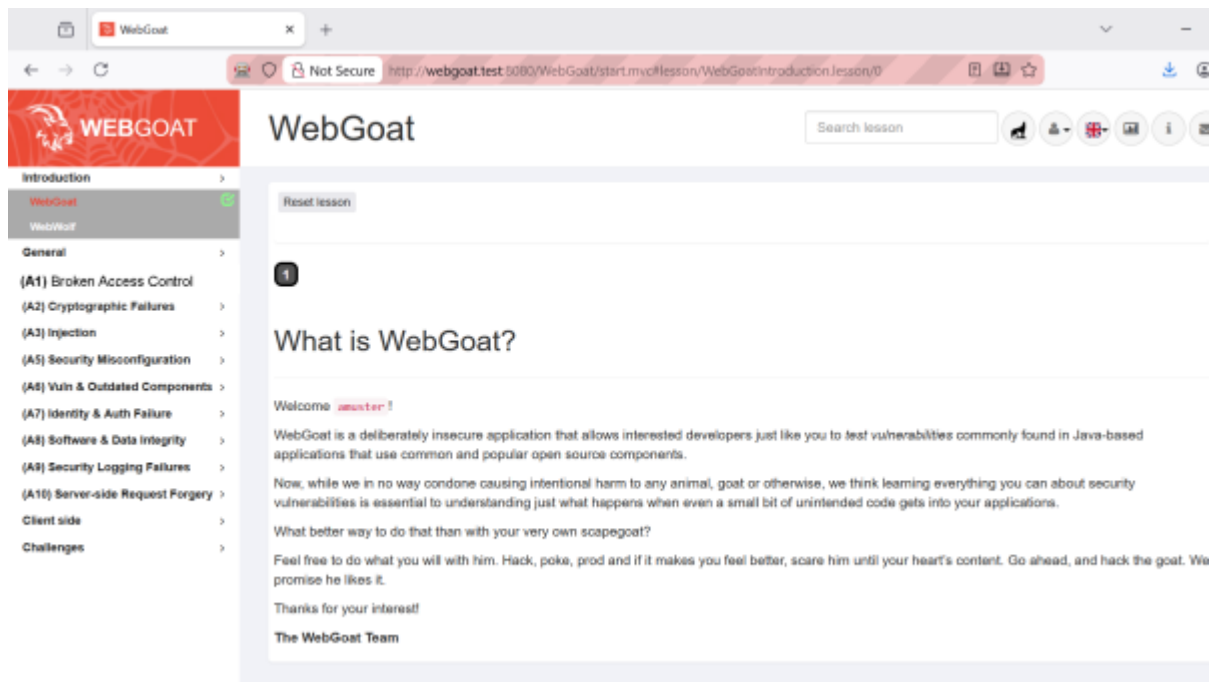 WebGoat
Not Secure http://webgoat.test:8080/WebGoat/start.mvc#lesson/WebGoatIntroduction.lesson/0
WEBGOAT
WebGoat
Search lesson
Introduction
WebGoat
WebWolf
General
(A1) Broken Access Control
(A2) Cryptographic Failures
(A3) Injection
(A5) Security Misconfiguration
(A6) Vuln & Outdated Components
(A7) Identity & Auth Failure
(A8) Software & Data Integrity
(A9) Security Logging Failures
(A10) Server-side Request Forgery
Client side
Challenges
Reset lesson
1
What is WebGoat?
Welcome amuster!
WebGoat is a deliberately insecure application that allows interested developers just like you to test vulnerabilities commonly found in Java-based
applications that use common and popular open source components.
Now, while we in no way condone causing intentional harm to any animal, goat or otherwise, we think learning everything you can about security
vulnerabilities is essential to understanding just what happens when even a small bit of unintended code gets into your applications.
What better way to do that than with your very own scapegoat?
Feel free to do what you will with him. Hack, poke, prod and if it makes you feel better, scare him until your heart's content. Go ahead, and hack the goat. We
promise he likes it.
Thanks for your interest!
The WebGoat Team